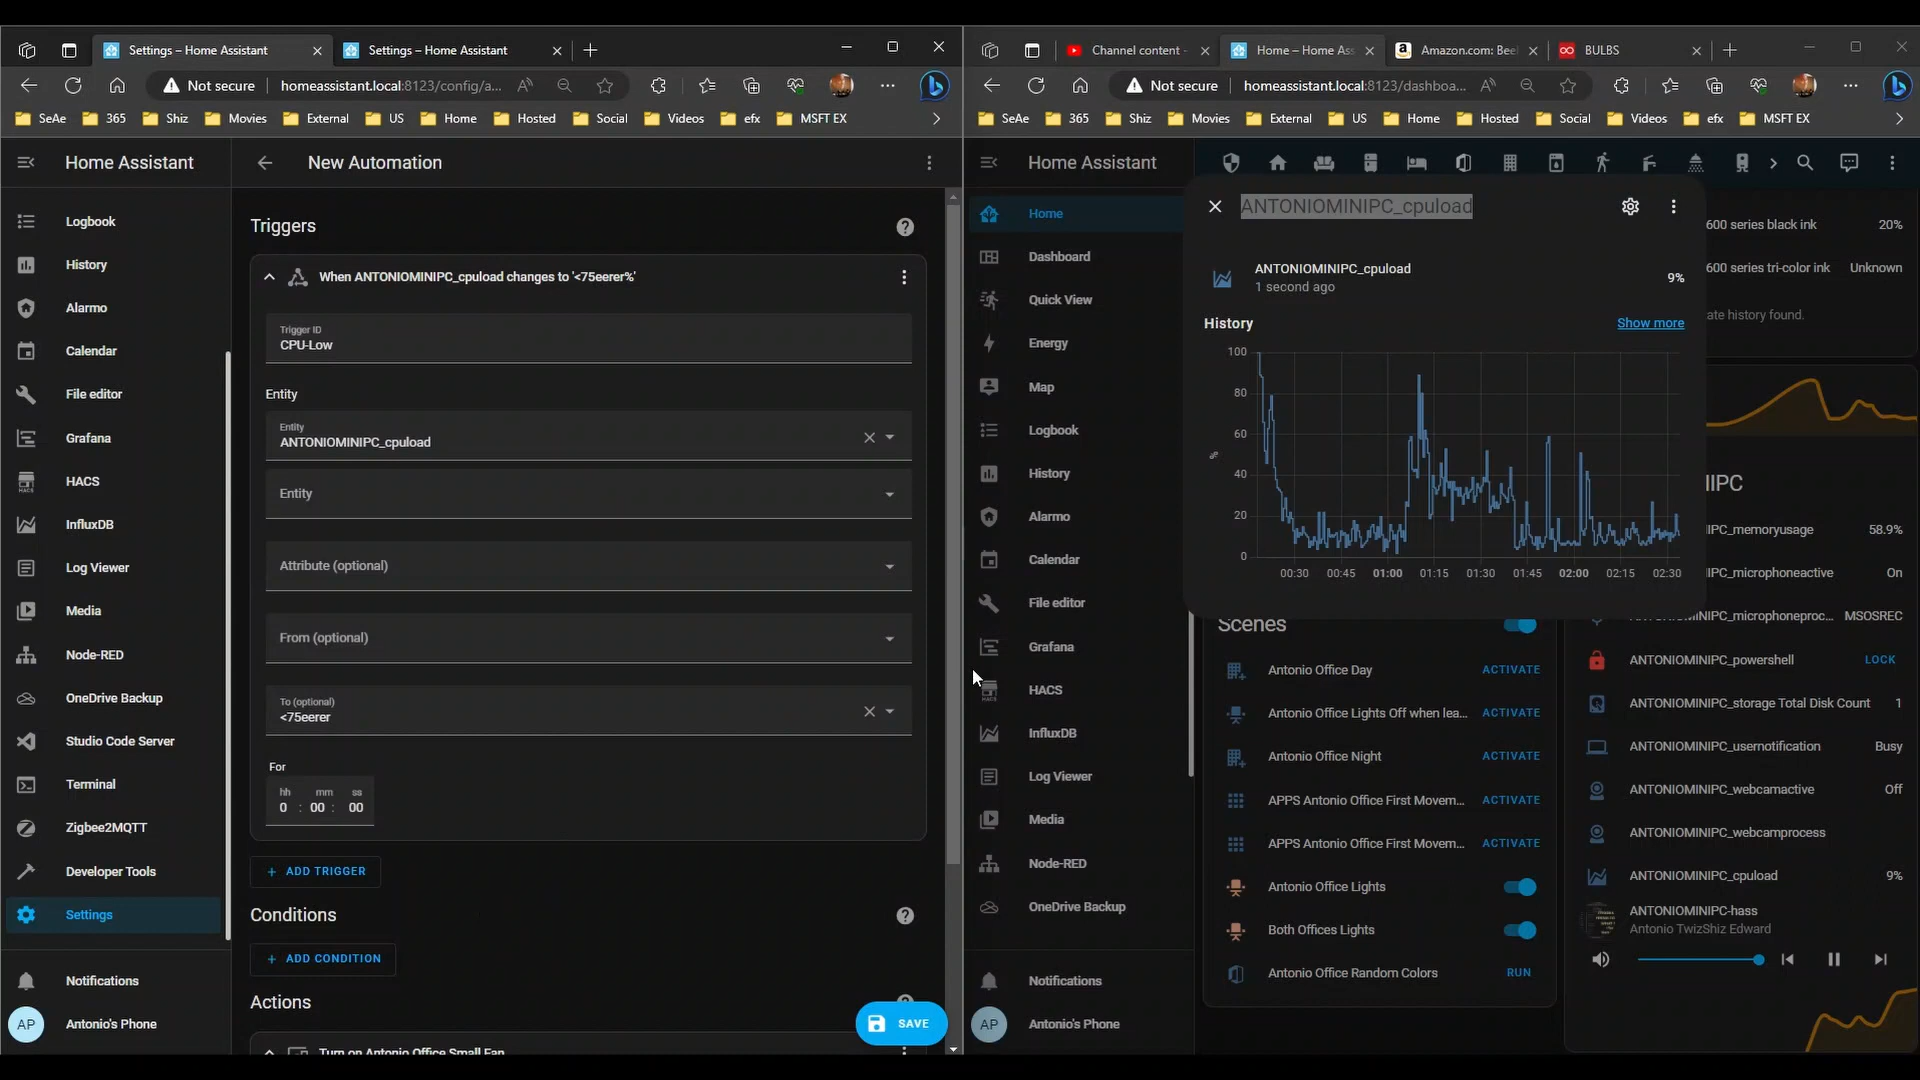 Settings – Home Assistant
Settings – Home Assistant
Not secure
homeassistant.local:8123/config/a...
SeAe
365
Shiz
Movies
External
US
Home
Hosted
Social
Videos
efx
MSFT EX
Home Assistant
Logbook
History
Alarmo
Calendar
File editor
Grafana
HACS
InfluxDB
Log Viewer
Media
Node-RED
OneDrive Backup
Studio Code Server
Terminal
Zigbee2MQTT
Developer Tools
Settings
Notifications
AP
Antonio's Phone
New Automation
Triggers
When ANTONIOMINIPC_cpuload changes to '<75eerer%'
Trigger ID
CPU-Low
Entity
Entity
ANTONIOMINIPC_cpuload
Entity
Attribute (optional)
From (optional)
To (optional)
<75eerer
For
hh mm ss
0 : 00 : 00
+ ADD TRIGGER
Conditions
+ ADD CONDITION
Actions
SAVE
Turn on Antonio Office Small Fan
Channel content -
Home – Home Ass
Amazon.com: Beel
BULBS
Not secure
homeassistant.local:8123/dashboa...
SeAe
365
Shiz
Movies
External
US
Home
Hosted
Social
Videos
efx
MSFT EX
Home Assistant
Home
Dashboard
Quick View
Energy
Map
Logbook
History
Alarmo
Calendar
File editor
Grafana
HACS
InfluxDB
Log Viewer
Media
Node-RED
OneDrive Backup
Notifications
AP
Antonio's Phone
ANTONIOMINIPC_cpuload
ANTONIOMINIPC_cpuload
1 second ago
9%
History
Show more
100
80
60
40
20
0
%
00:30 00:45 01:00 01:15 01:30 01:45 02:00 02:15 02:30
Scenes
Antonio Office Day ACTIVATE
Antonio Office Lights Off when lea... ACTIVATE
Antonio Office Night ACTIVATE
APPS Antonio Office First Movem... ACTIVATE
APPS Antonio Office First Movem... ACTIVATE
Antonio Office Lights
Both Offices Lights
Antonio Office Random Colors RUN
600 series black ink 20%
600 series tri-color ink Unknown
ate history found.
IIPC
IPC_memoryusage 58.9%
IPC_microphoneactive On
ANTONIOMINIPC_microphoneproc... MSOSREC
ANTONIOMINIPC_powershell LOCK
ANTONIOMINIPC_storage Total Disk Count 1
ANTONIOMINIPC_usernotification Busy
ANTONIOMINIPC_webcamactive Off
ANTONIOMINIPC_webcamprocess
ANTONIOMINIPC_cpuload 9%
ANTONIOMINIPC-hass
Antonio TwizShiz Edward